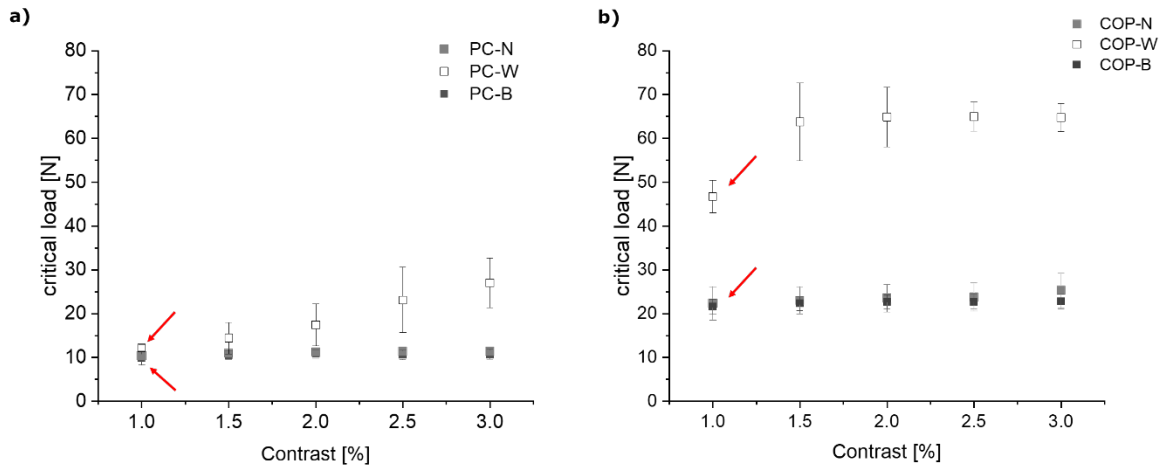 a)
PC-N
PC-W
PC-B
80
70
60
50
40
30
20
10
0
critical load [N]
1.0 1.5 2.0 2.5 3.0
Contrast [%]
b)
COP-N
COP-W
COP-B
80
70
60
50
40
30
20
10
0
critical load [N]
1.0 1.5 2.0 2.5 3.0
Contrast [%]